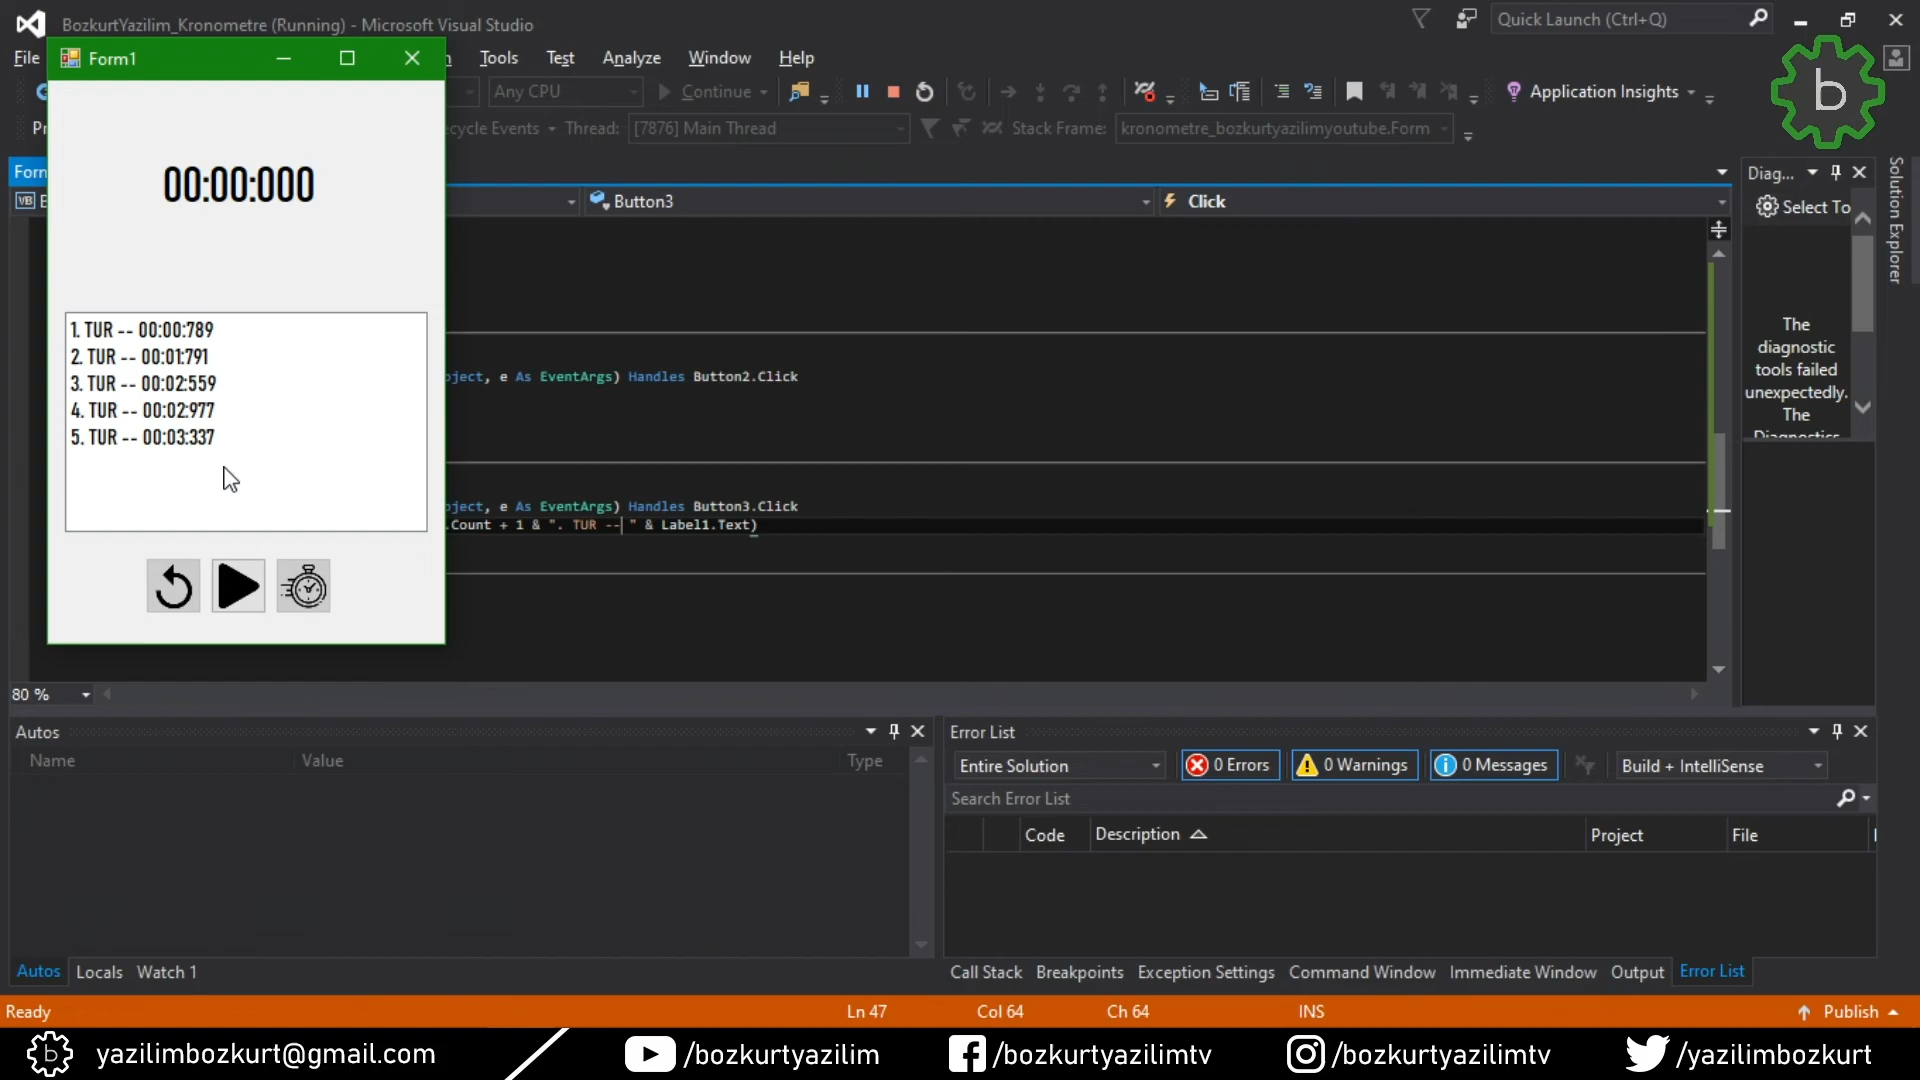 BozkurtYazilim_Kronometre (Running) - Microsoft Visual Studio
Quick Launch (Ctrl+Q)
File
Tools Test Analyze Window Help
Form1
Any CPU
Continue
Application Insights
Thread: [7876] Main Thread
Stack Frame: kronometre_bozkurtyazilimyoutube.Form
b
00:00:000
Button3
Click
Diag...
Select To
Solution Explorer
The
diagnostic
tools failed
unexpectedly.
The
1. TUR -- 00:00:789
2. TUR -- 00:01:791
3. TUR -- 00:02:559
4. TUR -- 00:02:977
5. TUR -- 00:03:337
, e As EventArgs) Handles Button2.Click
, e As EventArgs) Handles Button3.Click
.Count + 1 & ". TUR -- " & Label1.Text)
80 %
Autos
Name Value Type
Autos Locals Watch 1
Error List
Entire Solution
0 Errors
0 Warnings
0 Messages
Build + IntelliSense
Search Error List
Code Description Project File
Call Stack Breakpoints Exception Settings Command Window Immediate Window Output Error List
Ready Ln 47 Col 64 Ch 64 INS Publish
b yazilimbozkurt@gmail.com /bozkurtyazilim /bozkurtyazilimtv /bozkurtyazilimtv /yazilimbozkurt